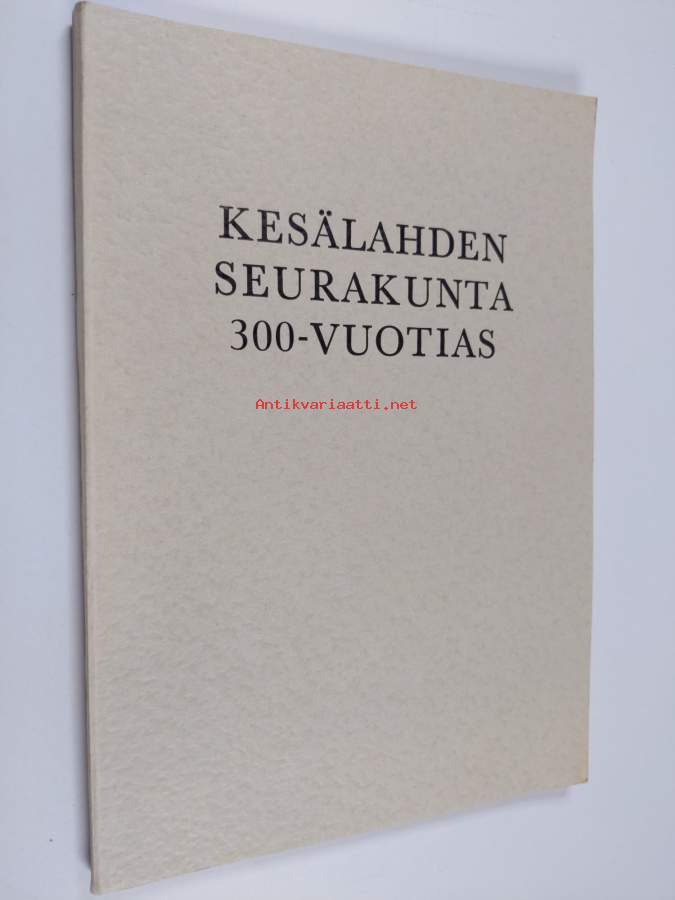 KESÄLAHDEN
SEURAKUNTA
300-VUOTIAS
Antikvariaatti.net